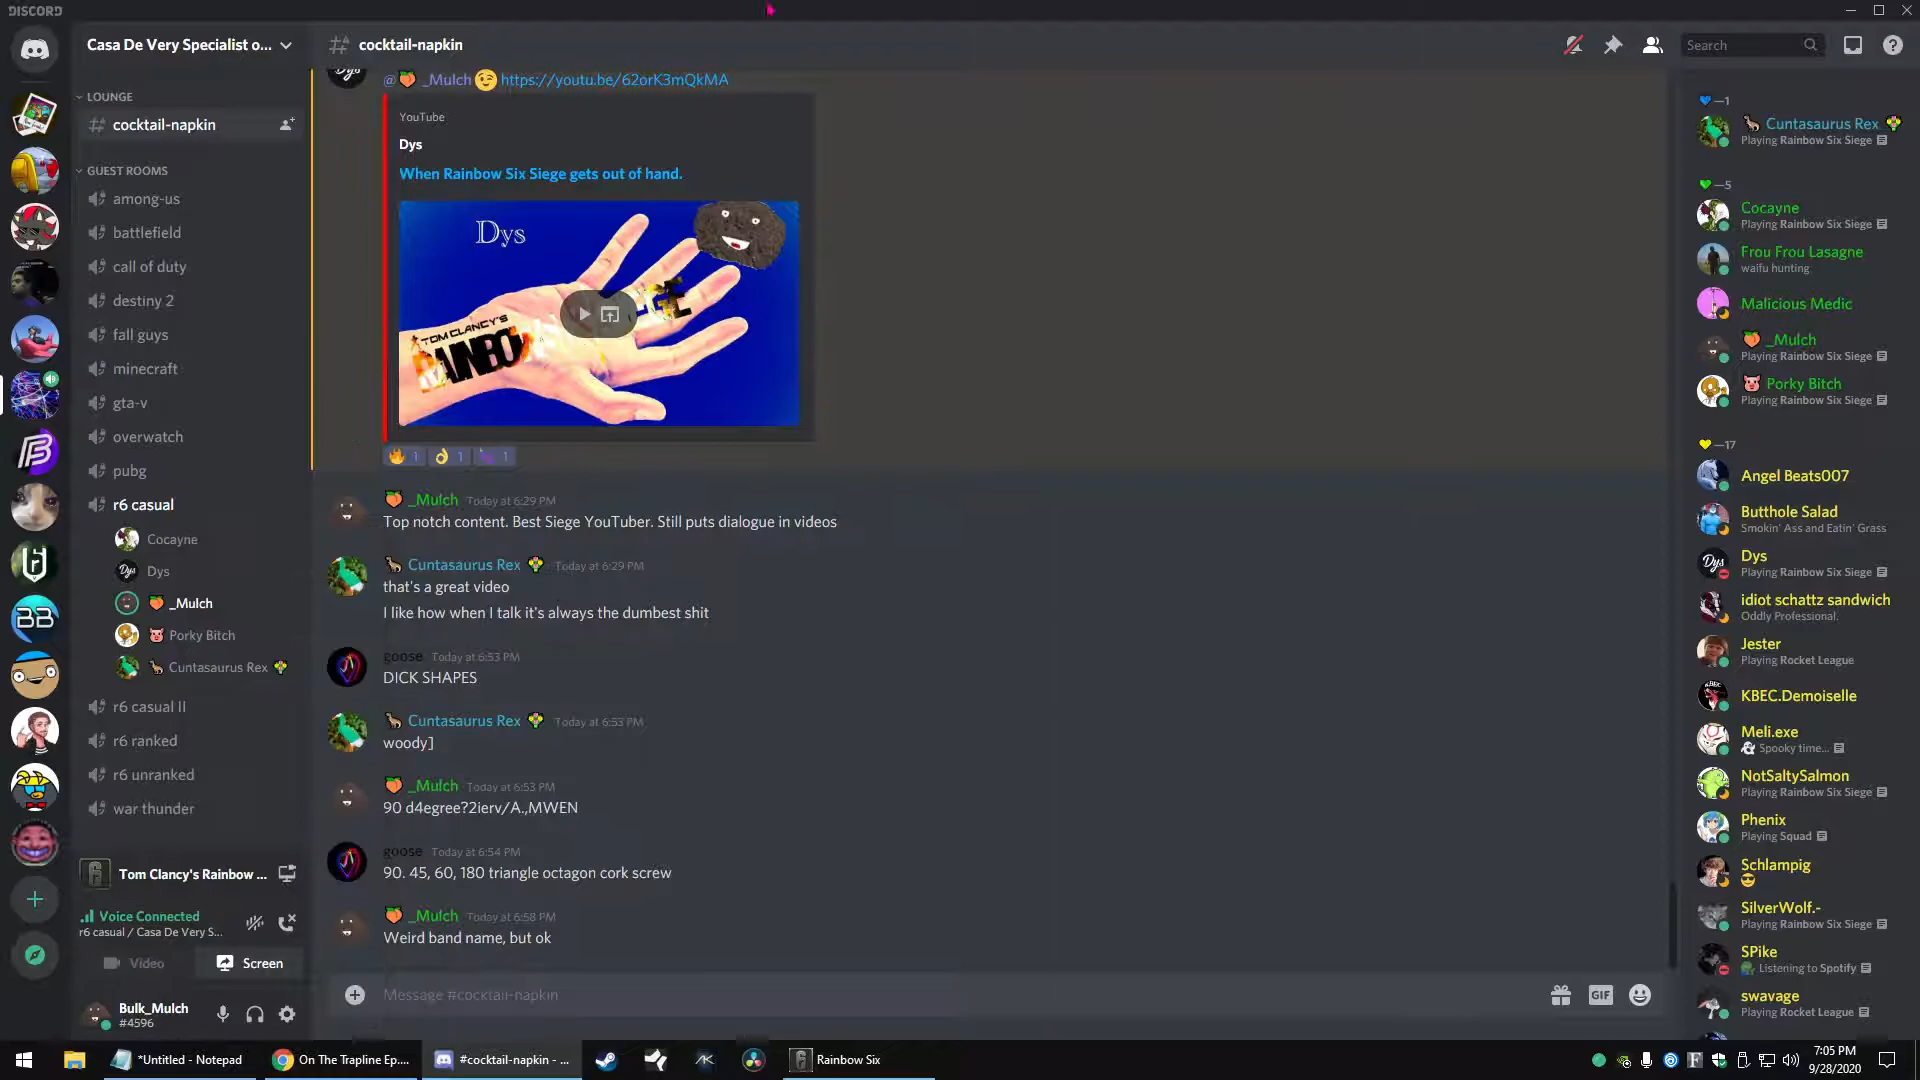 DISCORD
Casa De Very Specialist o...
cocktail-napkin
Search
LOUNGE
cocktail-napkin
GUEST ROOMS
among-us
battlefield
call of duty
destiny 2
fall guys
minecraft
gta-v
overwatch
pubg
r6 casual
Cocayne
Dys
_Mulch
Porky Bitch
Cuntasaurus Rex
r6 casual II
r6 ranked
r6 unranked
war thunder
Tom Clancy's Rainbow ...
Voice Connected
r6 casual / Casa De Very S...
Video
Screen
Bulk_Mulch
#4596
Dys
@🍑 _Mulch 😉 https://youtu.be/62orK3mQkMA
YouTube
Dys
When Rainbow Six Siege gets out of hand.
Dys
TOM CLANCY'S
RAINBOW
🔥 1 👌 1 🍆 1
🍑 _Mulch Today at 6:29 PM
Top notch content. Best Siege YouTuber. Still puts dialogue in videos
Cuntasaurus Rex Today at 6:29 PM
that's a great video
I like how when I talk it's always the dumbest shit
goose Today at 6:53 PM
DICK SHAPES
Cuntasaurus Rex Today at 6:53 PM
woody]
🍑 _Mulch Today at 6:53 PM
90 d4egree?2ierv/A.,MWEN
goose Today at 6:54 PM
90. 45, 60, 180 triangle octagon cork screw
🍑 _Mulch Today at 6:58 PM
Weird band name, but ok
Message #cocktail-napkin
GIF
💙—1
Cuntasaurus Rex
Playing Rainbow Six Siege
💚—5
Cocayne
Playing Rainbow Six Siege
Frou Frou Lasagne
waifu hunting
Malicious Medic
🍑 _Mulch
Playing Rainbow Six Siege
🐷 Porky Bitch
Playing Rainbow Six Siege
💛—17
Angel Beats007
Butthole Salad
Smokin' Ass and Eatin' Grass
Dys
Playing Rainbow Six Siege
idiot schattz sandwich
Oddly Professional.
Jester
Playing Rocket League
KBEC.Demoiselle
Meli.exe
Spooky time...
NotSaltySalmon
Playing Rainbow Six Siege
Phenix
Playing Squad
Schlampig
😎
SilverWolf.-
Playing Rainbow Six Siege
SPike
Listening to Spotify
swavage
Playing Rocket League
*Untitled - Notepad
On The Trapline Ep....
#cocktail-napkin - ...
Rainbow Six
7:05 PM
9/28/2020